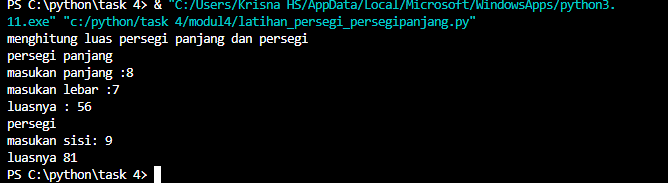 PS C:\python\task 4> & "C:/Users/Krisna HS/AppData/Local/Microsoft/WindowsApps/python3.
11.exe" "c:/python/task 4/modul4/latihan_persegi_persegipanjang.py"
menghitung luas persegi panjang dan persegi
persegi panjang
masukan panjang :8
masukan lebar :7
luasnya : 56
persegi
masukan sisi: 9
luasnya 81
PS C:\python\task 4>